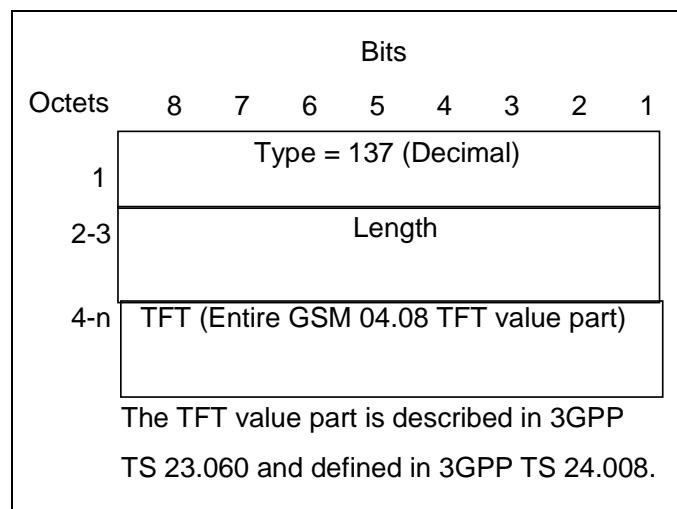 Bits
Octets 8 7 6 5 4 3 2 1
1 Type = 137 (Decimal)
2-3 Length
4-n TFT (Entire GSM 04.08 TFT value part)
The TFT value part is described in 3GPP
TS 23.060 and defined in 3GPP TS 24.008.